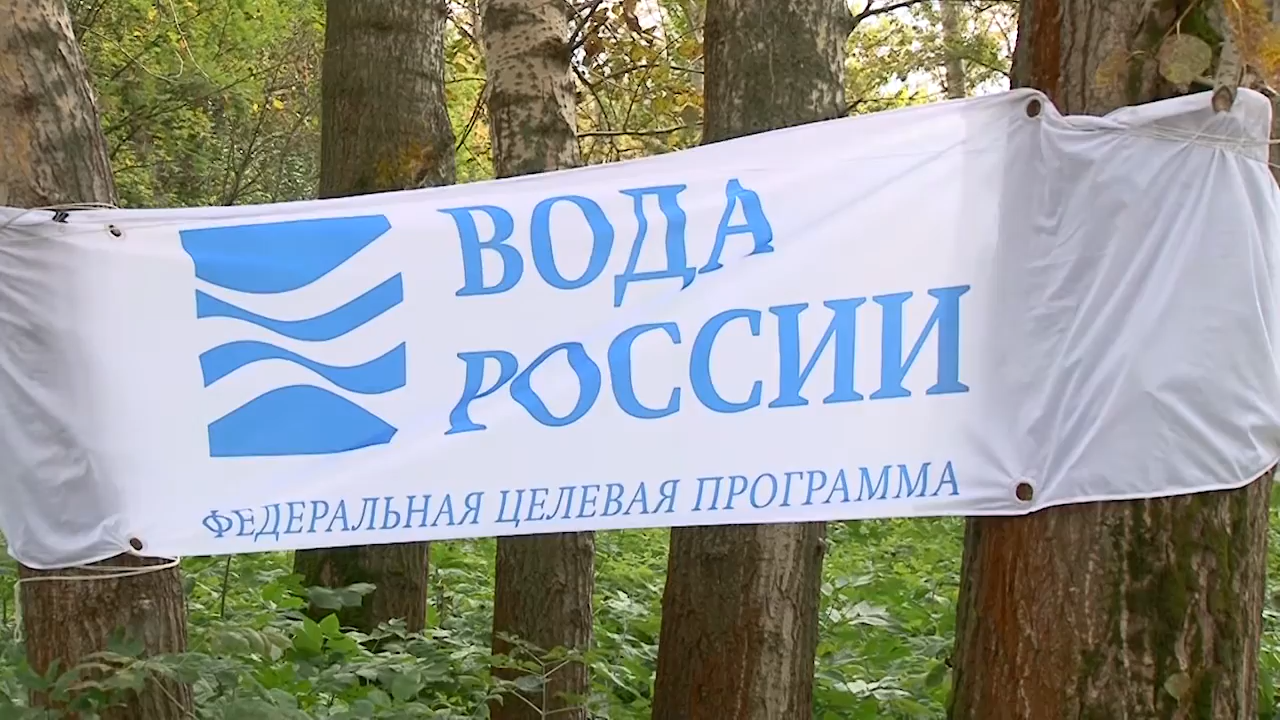 ВОДА
РОССИИ
ФЕДЕРАЛЬНАЯ ЦЕЛЕВАЯ ПРОГРАММА